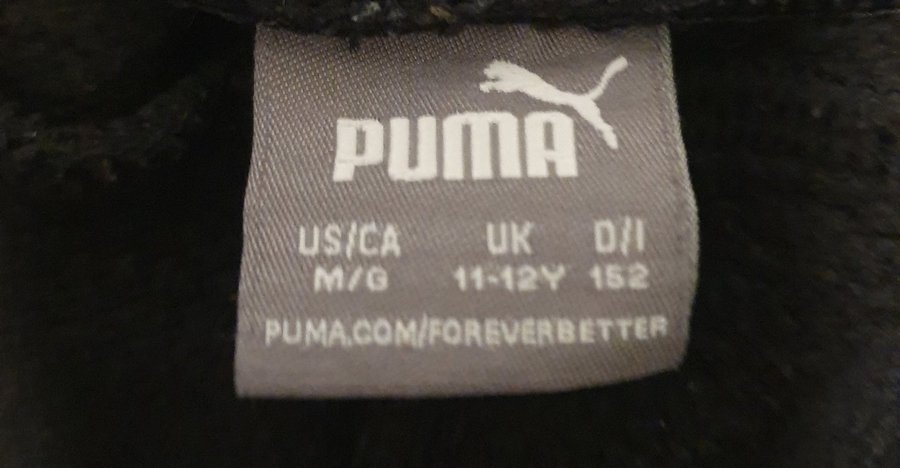 PUMA
US/CA UK D/I
M/G 11-12Y 152
PUMA.COM/FOREVERBETTER